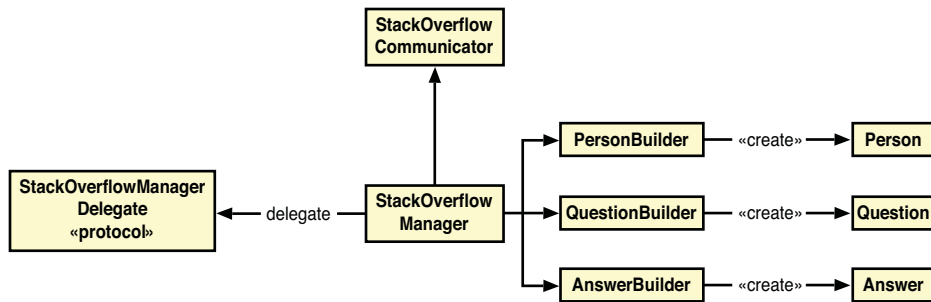 StackOverflow
Communicator
PersonBuilder
«create»
Person
StackOverflowManager
Delegate
«protocol»
delegate
StackOverflow
Manager
QuestionBuilder
«create»
Question
AnswerBuilder
«create»
Answer